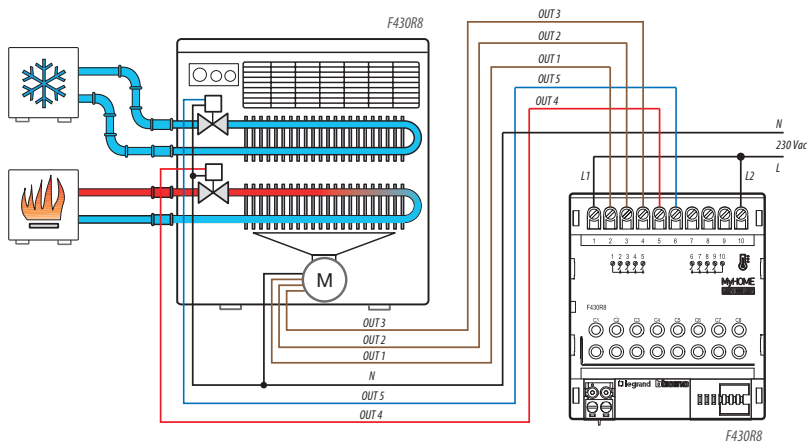 F430R8
OUT 3
OUT 2
OUT 1
OUT 5
OUT 4
N
230 Vac
L
L1
L2
1 2 3 4 5 6 7 8 9 10
1 2 3 4 5
6 7 8 9 10
MyHOME
F430R8
C1 C2 C3 C4 C5 C6 C7 C8
legrand bticino
F430R8
M
OUT 3
OUT 2
OUT 1
N
OUT 5
OUT 4